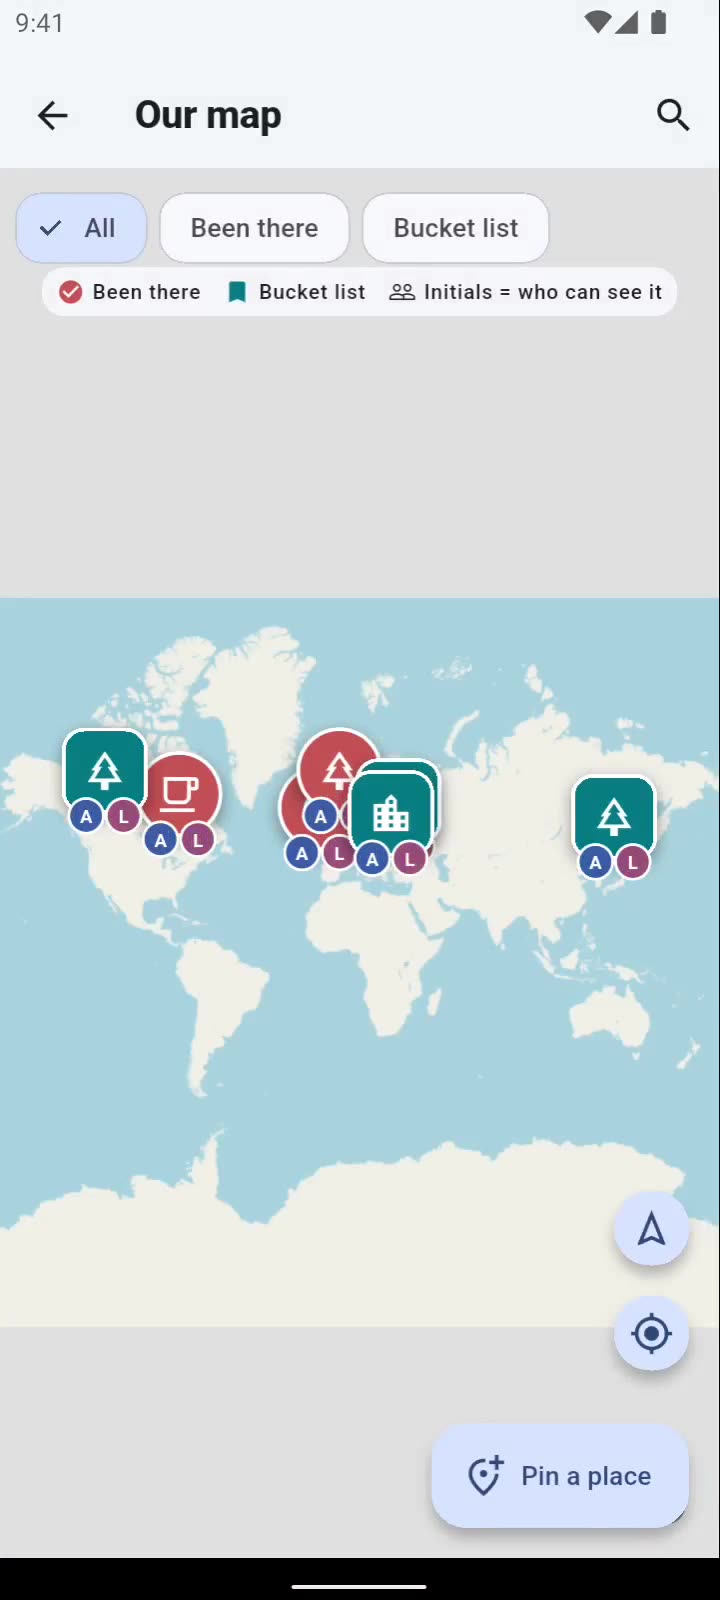 9:41
Our map
All
Been there
Bucket list
Been there
Bucket list
Initials = who can see it
A L
A L
A
A L
A L
A L
Pin a place